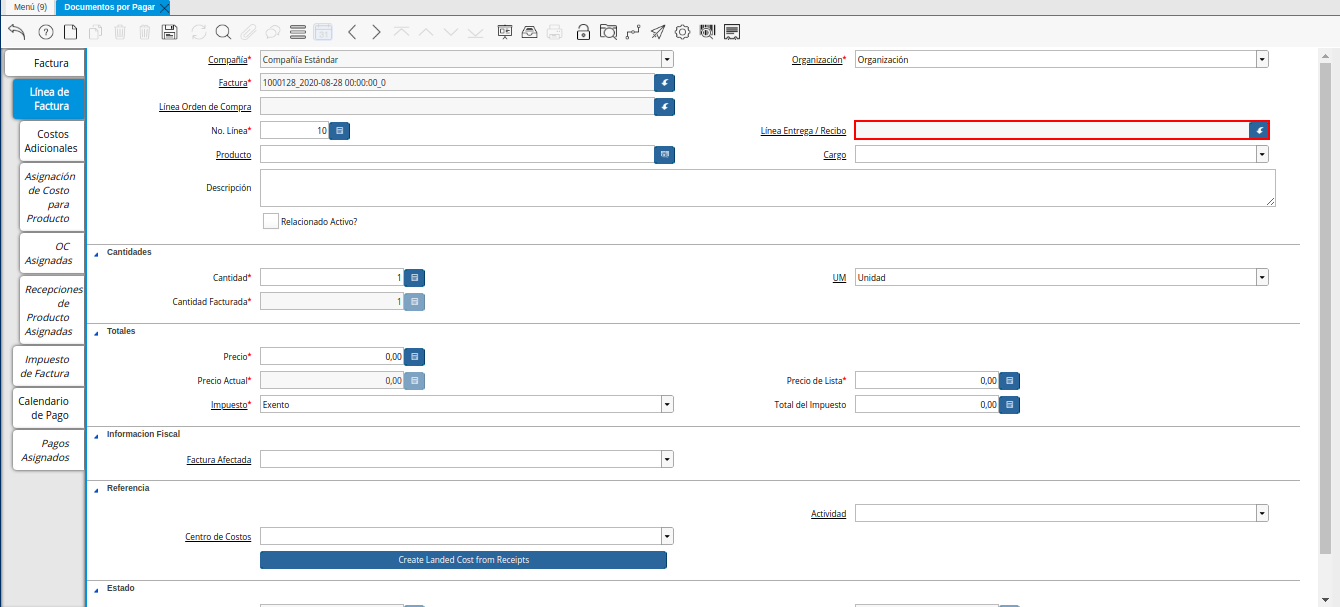 Menú (9)
Documentos por Pagar
Factura
Línea de
Factura
Costos
Adicionales
Asignación
de Costo
para
Producto
OC
Asignadas
Recepciones
de
Producto
Asignadas
Impuesto
de Factura
Calendario
de Pago
Pagos
Asignados
Compañía* Compañía Estándar
Organización* Organización
Factura* 1000128_2020-08-28 00:00:00_0
Línea Orden de Compra
No. Línea* 10
Línea Entrega / Recibo
Producto
Cargo
Descripción
Relacionado Activo?
Cantidades
Cantidad* 1
UM Unidad
Cantidad Facturada* 1
Totales
Precio* 0,00
Precio Actual* 0,00
Precio de Lista* 0,00
Impuesto* Exento
Total del Impuesto 0,00
Informacion Fiscal
Factura Afectada
Referencia
Actividad
Centro de Costos
Create Landed Cost from Receipts
Estado